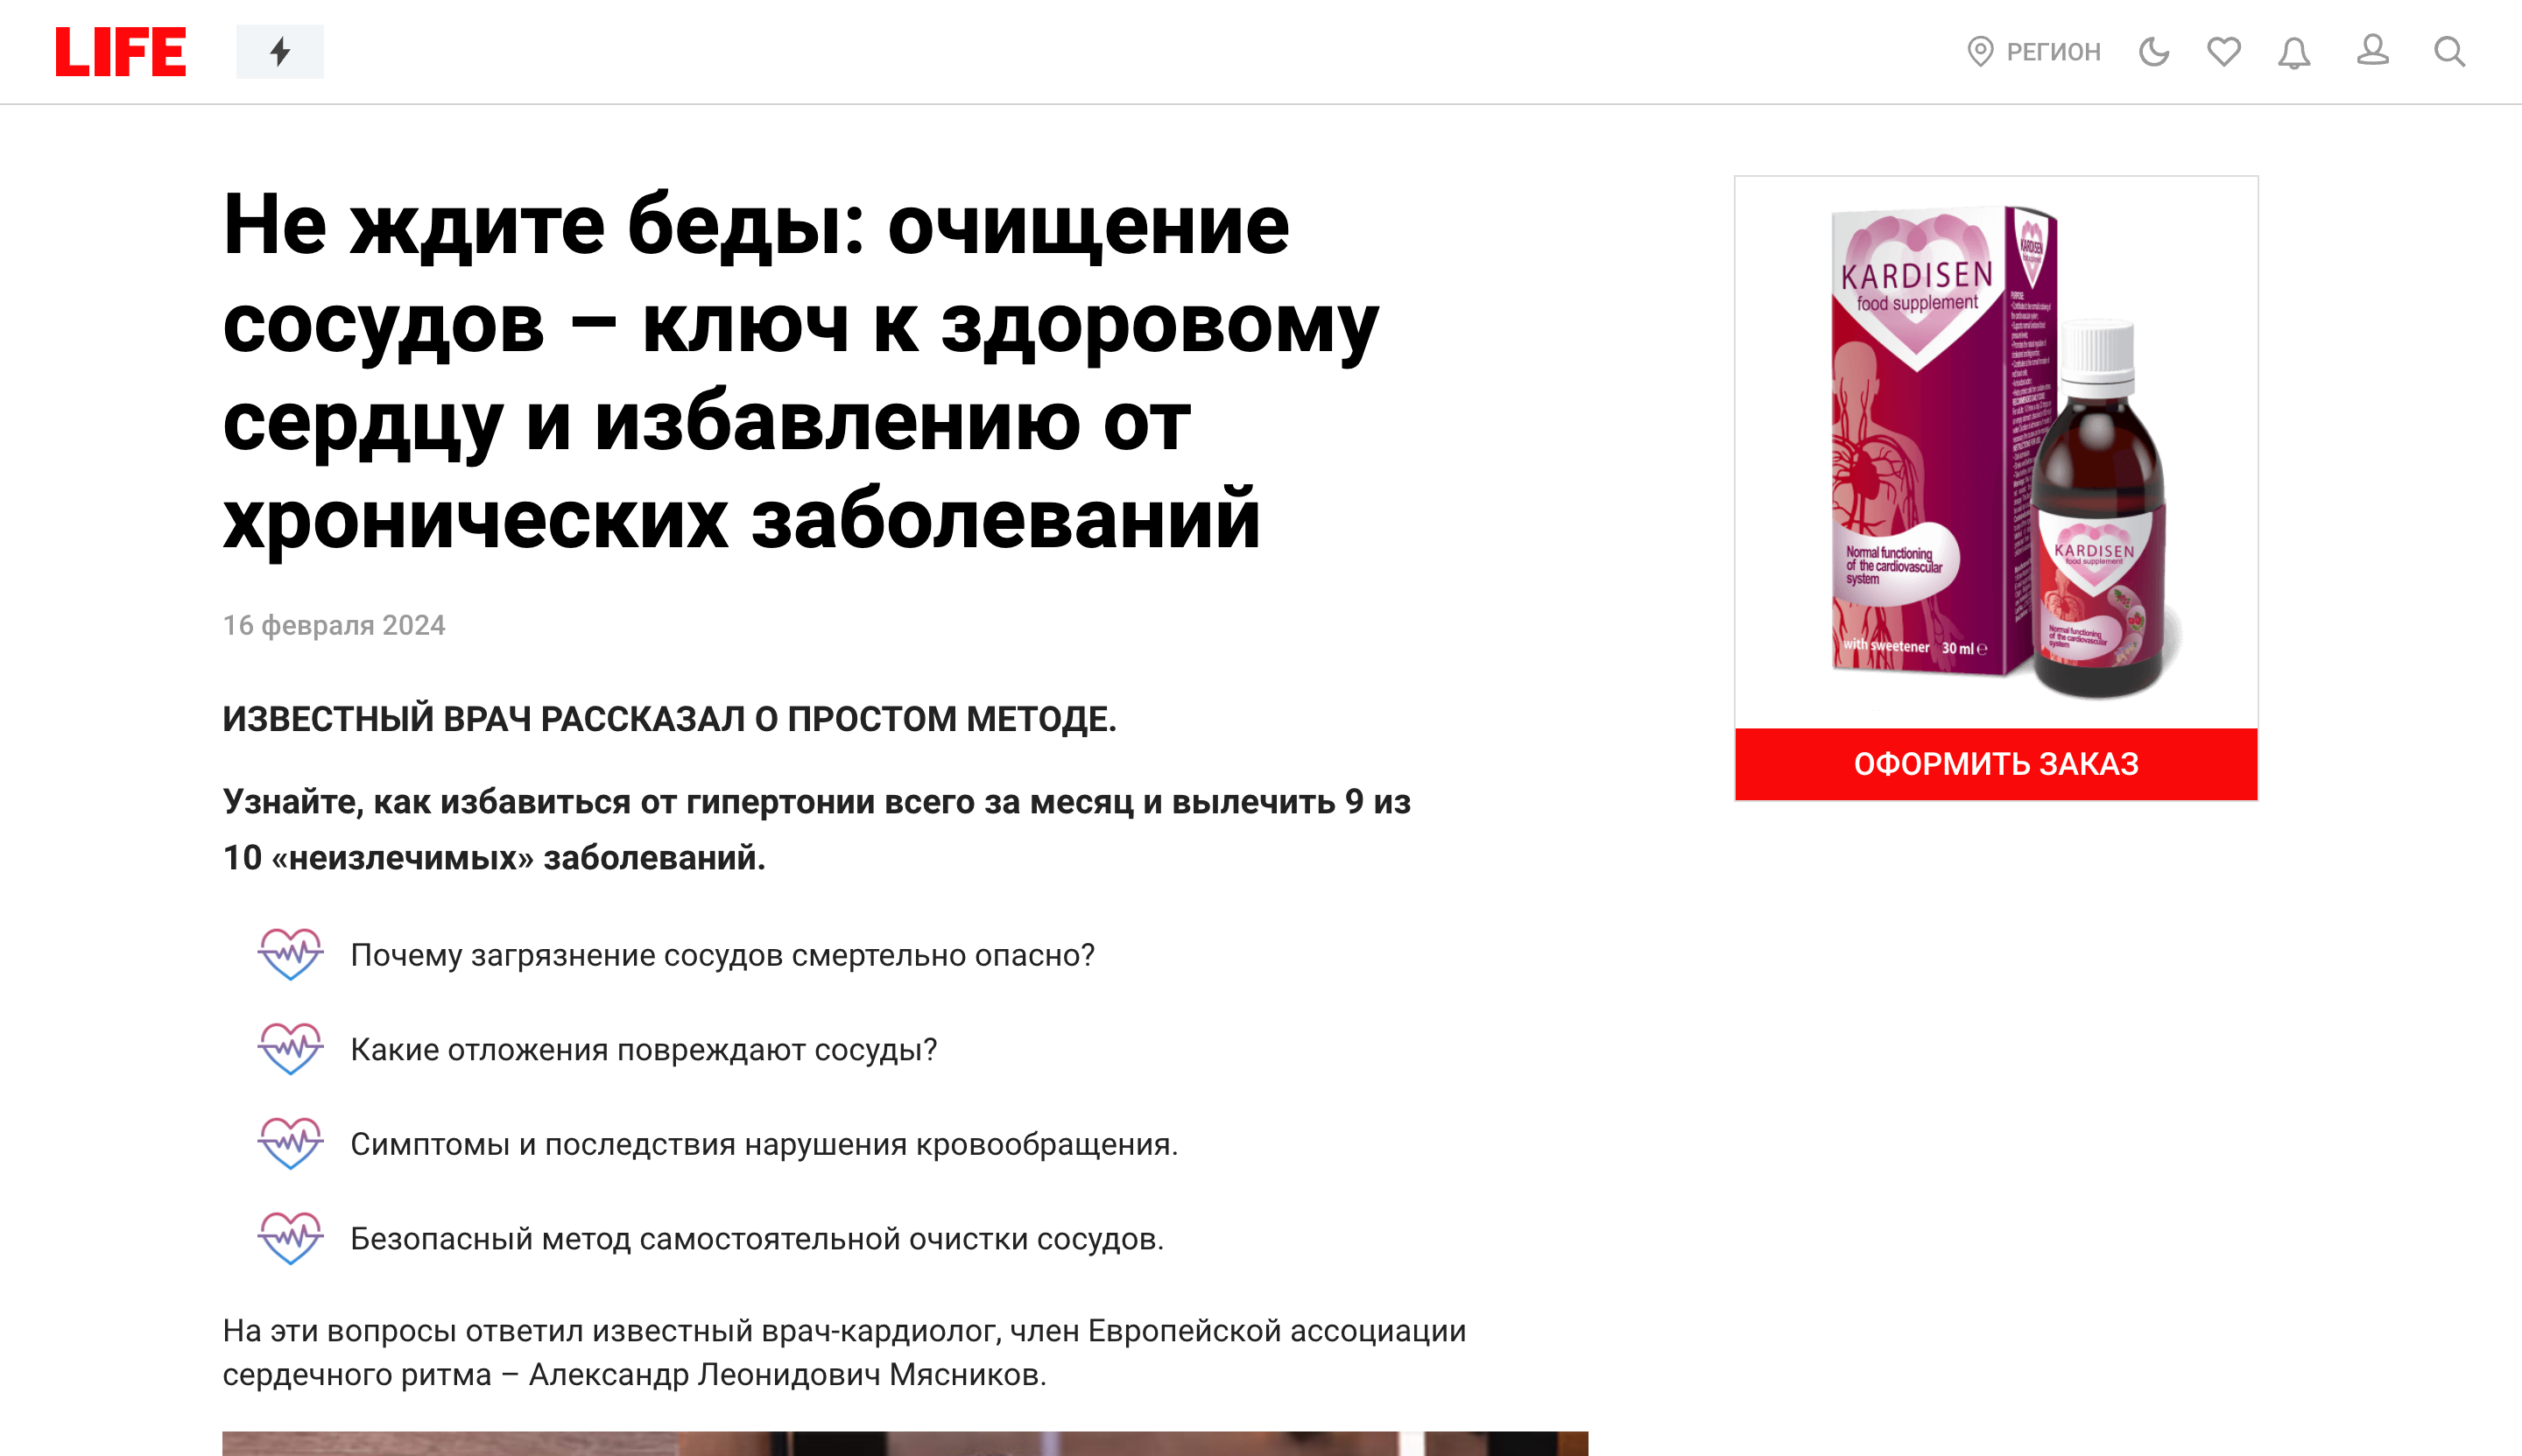 LIFE
РЕГИОН
Не ждите беды: очищение
сосудов – ключ к здоровому
сердцу и избавлению от
хронических заболеваний
16 февраля 2024
ИЗВЕСТНЫЙ ВРАЧ РАССКАЗАЛ О ПРОСТОМ МЕТОДЕ.
Узнайте, как избавиться от гипертонии всего за месяц и вылечить 9 из
10 «неизлечимых» заболеваний.
Почему загрязнение сосудов смертельно опасно?
Какие отложения повреждают сосуды?
Симптомы и последствия нарушения кровообращения.
Безопасный метод самостоятельной очистки сосудов.
На эти вопросы ответил известный врач-кардиолог, член Европейской ассоциации
сердечного ритма – Александр Леонидович Мясников.
KARDISEN
food supplement
Normal functioning
of the cardiovascular
system
with sweetener 30 ml e
KARDISEN
KARDISEN
food supplement
Normal functioning
of the cardiovascular
system
ОФОРМИТЬ ЗАКАЗ